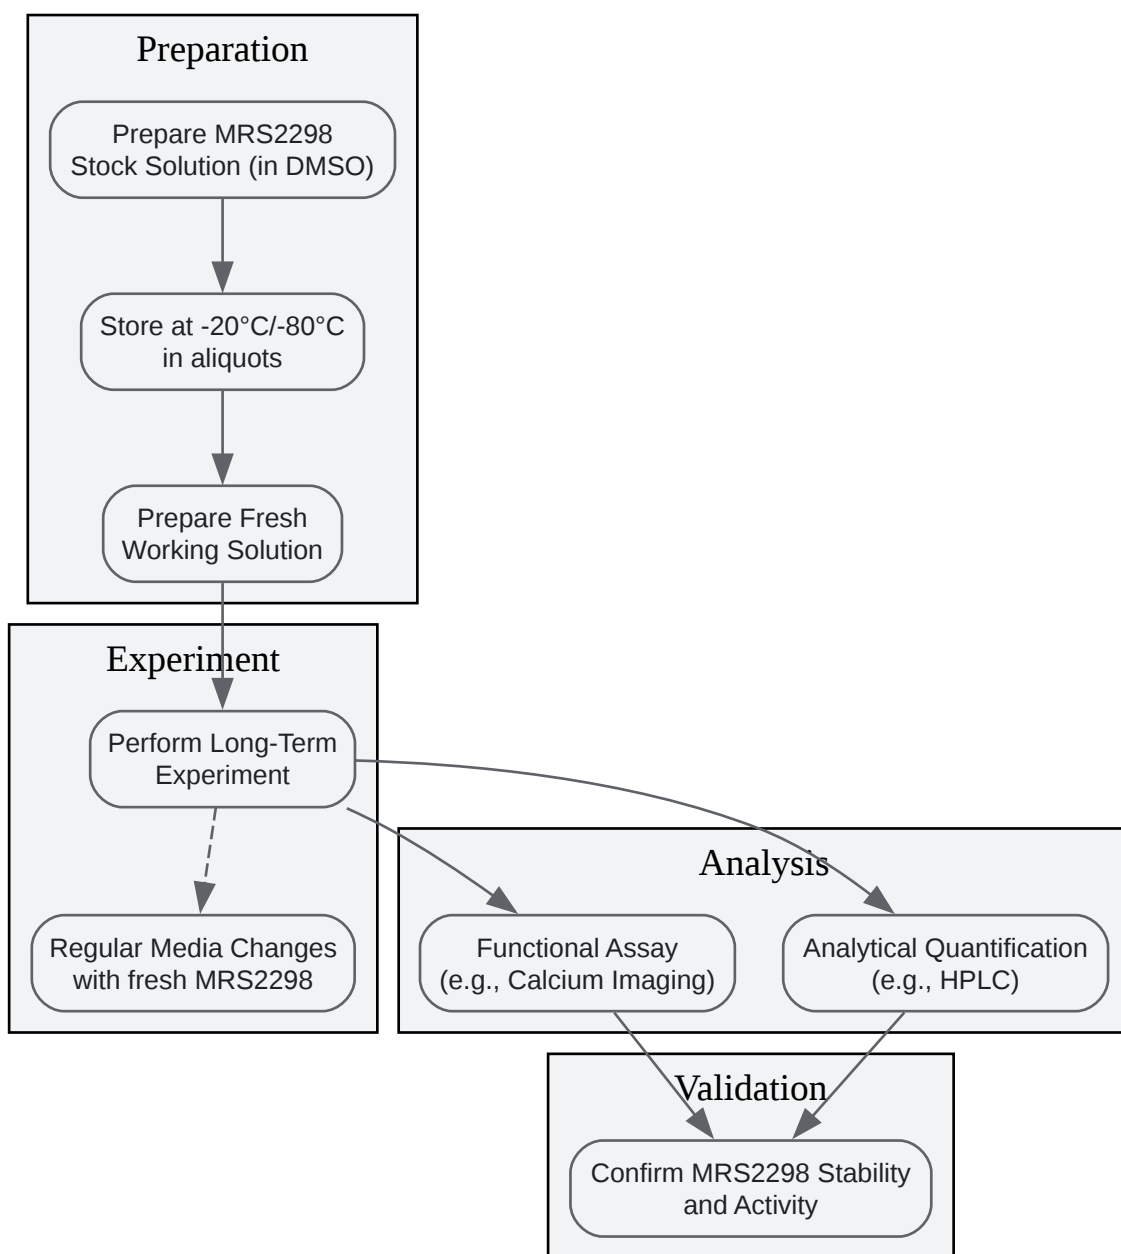 Preparation
Prepare MRS2298
Stock Solution (in DMSO)
Store at -20°C/-80°C
in aliquots
Prepare Fresh
Working Solution
Experiment
Perform Long-Term
Experiment
Regular Media Changes
with fresh MRS2298
Analysis
Functional Assay
(e.g., Calcium Imaging)
Analytical Quantification
(e.g., HPLC)
Validation
Confirm MRS2298 Stability
and Activity